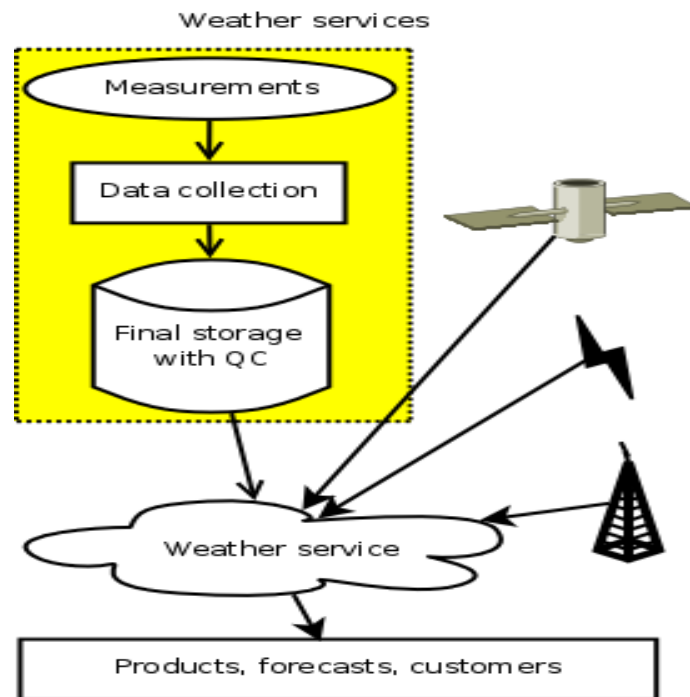 Weather services
Measurements
Data collection
Final storage
with QC
Weather service
Products, forecasts, customers